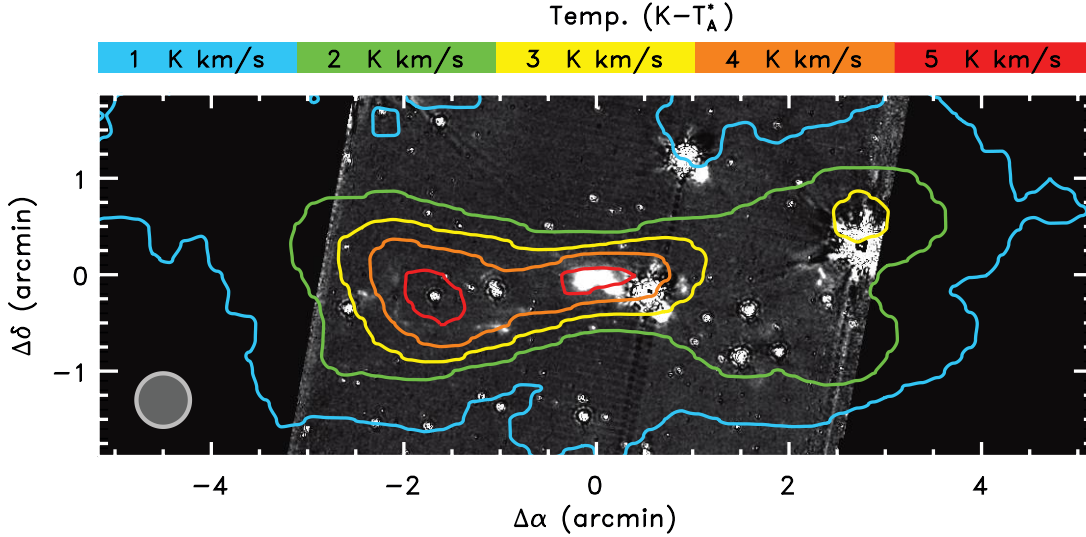 Temp. (K−T*A)
1 K km/s 2 K km/s 3 K km/s 4 K km/s 5 K km/s
1
0
−1
Δδ (arcmin)
−4 −2 0 2 4
Δα (arcmin)